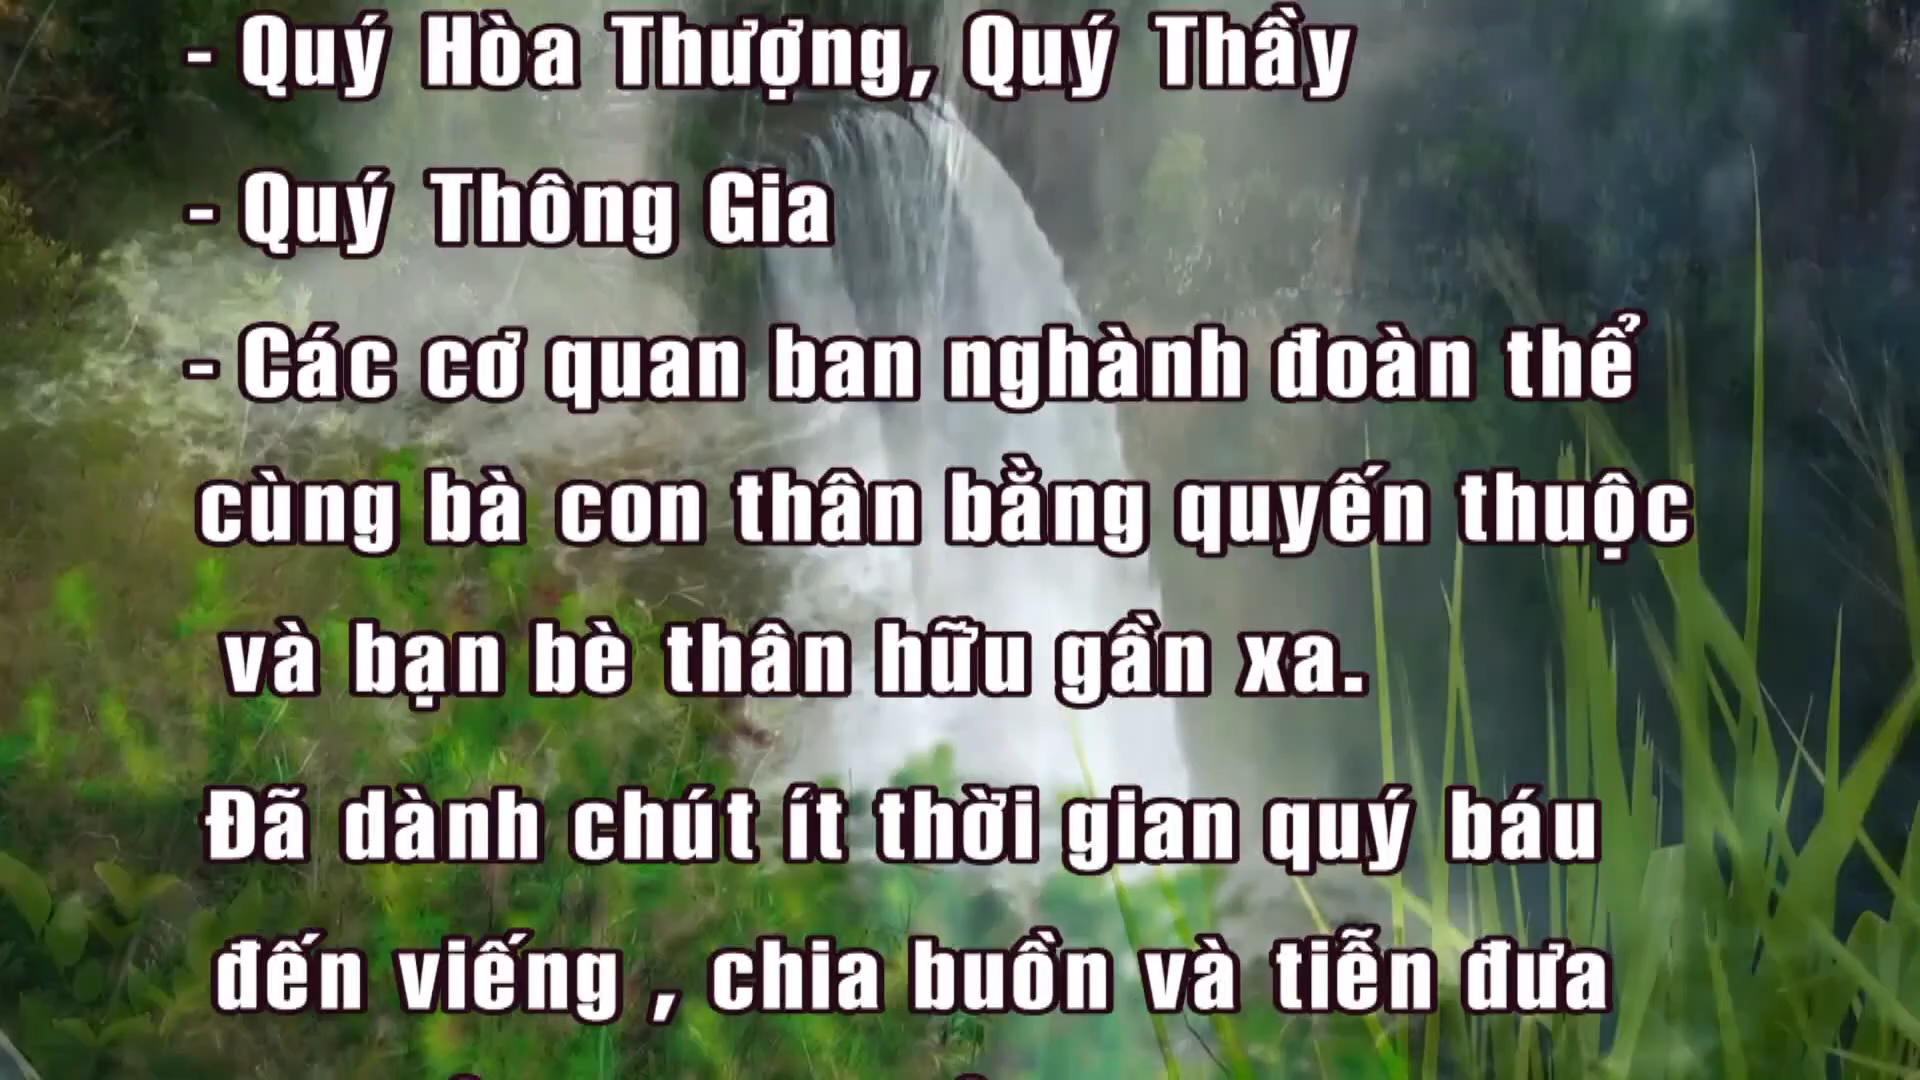 - Quý Hòa Thượng, Quý Thầy
- Quý Thông Gia
- Các cơ quan ban nghành đoàn thể
cùng bà con thân bằng quyến thuộc
và bạn bè thân hữu gần xa.
Đã dành chút ít thời gian quý báu
đến viếng , chia buồn và tiễn đưa